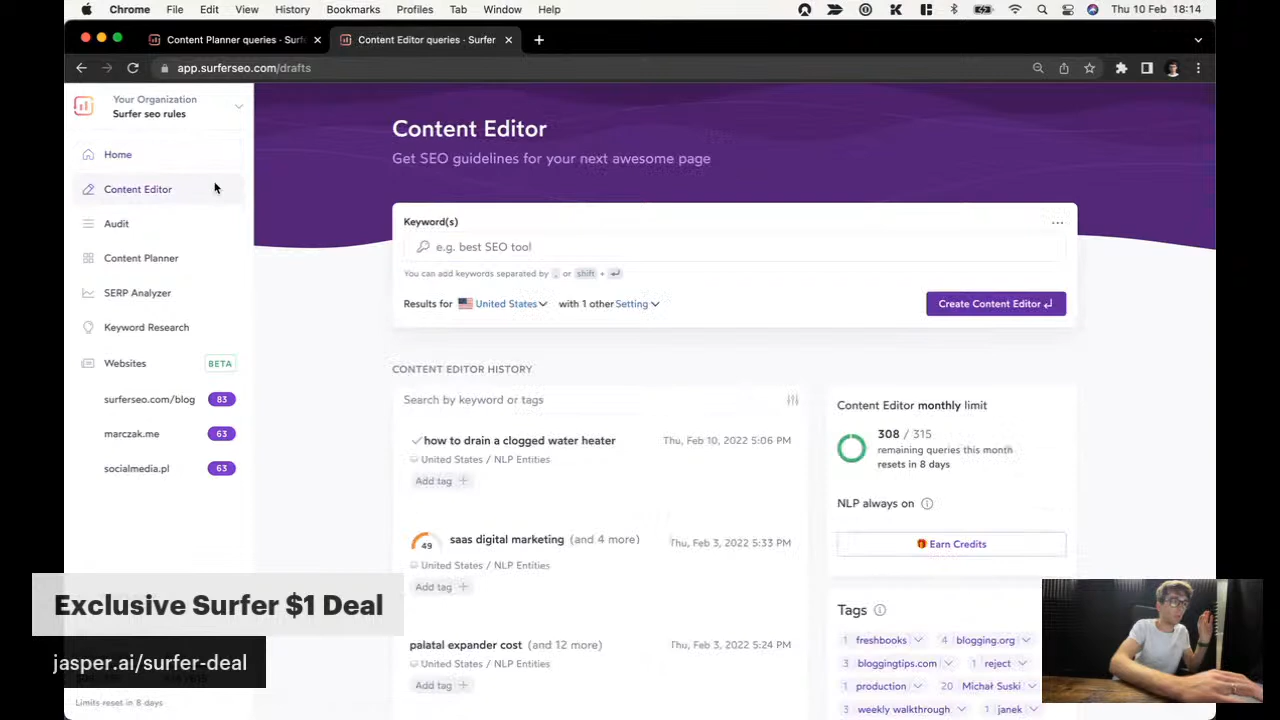 Chrome File Edit View History Bookmarks Profiles Tab Window Help
Thu 10 Feb 18:14
Content Planner queries - Surf
Content Editor queries - Surfer
app.surferseo.com/drafts
Your Organization
Surfer seo rules
Home
Content Editor
Audit
Content Planner
SERP Analyzer
Keyword Research
Websites BETA
surferseo.com/blog 83
marczak.me 63
socialmedia.pl 63
Limits reset in 8 days
Content Editor
Get SEO guidelines for your next awesome page
Keyword(s)
e.g. best SEO tool
You can add keywords separated by , or shift + ↵
Results for United States with 1 other Setting
Create Content Editor ↵
CONTENT EDITOR HISTORY
Search by keyword or tags
how to drain a clogged water heater Thu, Feb 10, 2022 5:06 PM
United States / NLP Entities
Add tag +
49 saas digital marketing (and 4 more) Thu, Feb 3, 2022 5:33 PM
United States / NLP Entities
Add tag +
palatal expander cost (and 12 more) Thu, Feb 3, 2022 5:24 PM
United States / NLP Entities
Add tag +
Content Editor monthly limit
308 / 315
remaining queries this month
resets in 8 days
NLP always on
Earn Credits
Tags
1 freshbooks 4 blogging.org
3 bloggingtips.com 1 reject
1 production 20 Michał Suski
3 weekly walkthrough 1 janek
Exclusive Surfer $1 Deal
jasper.ai/surfer-deal